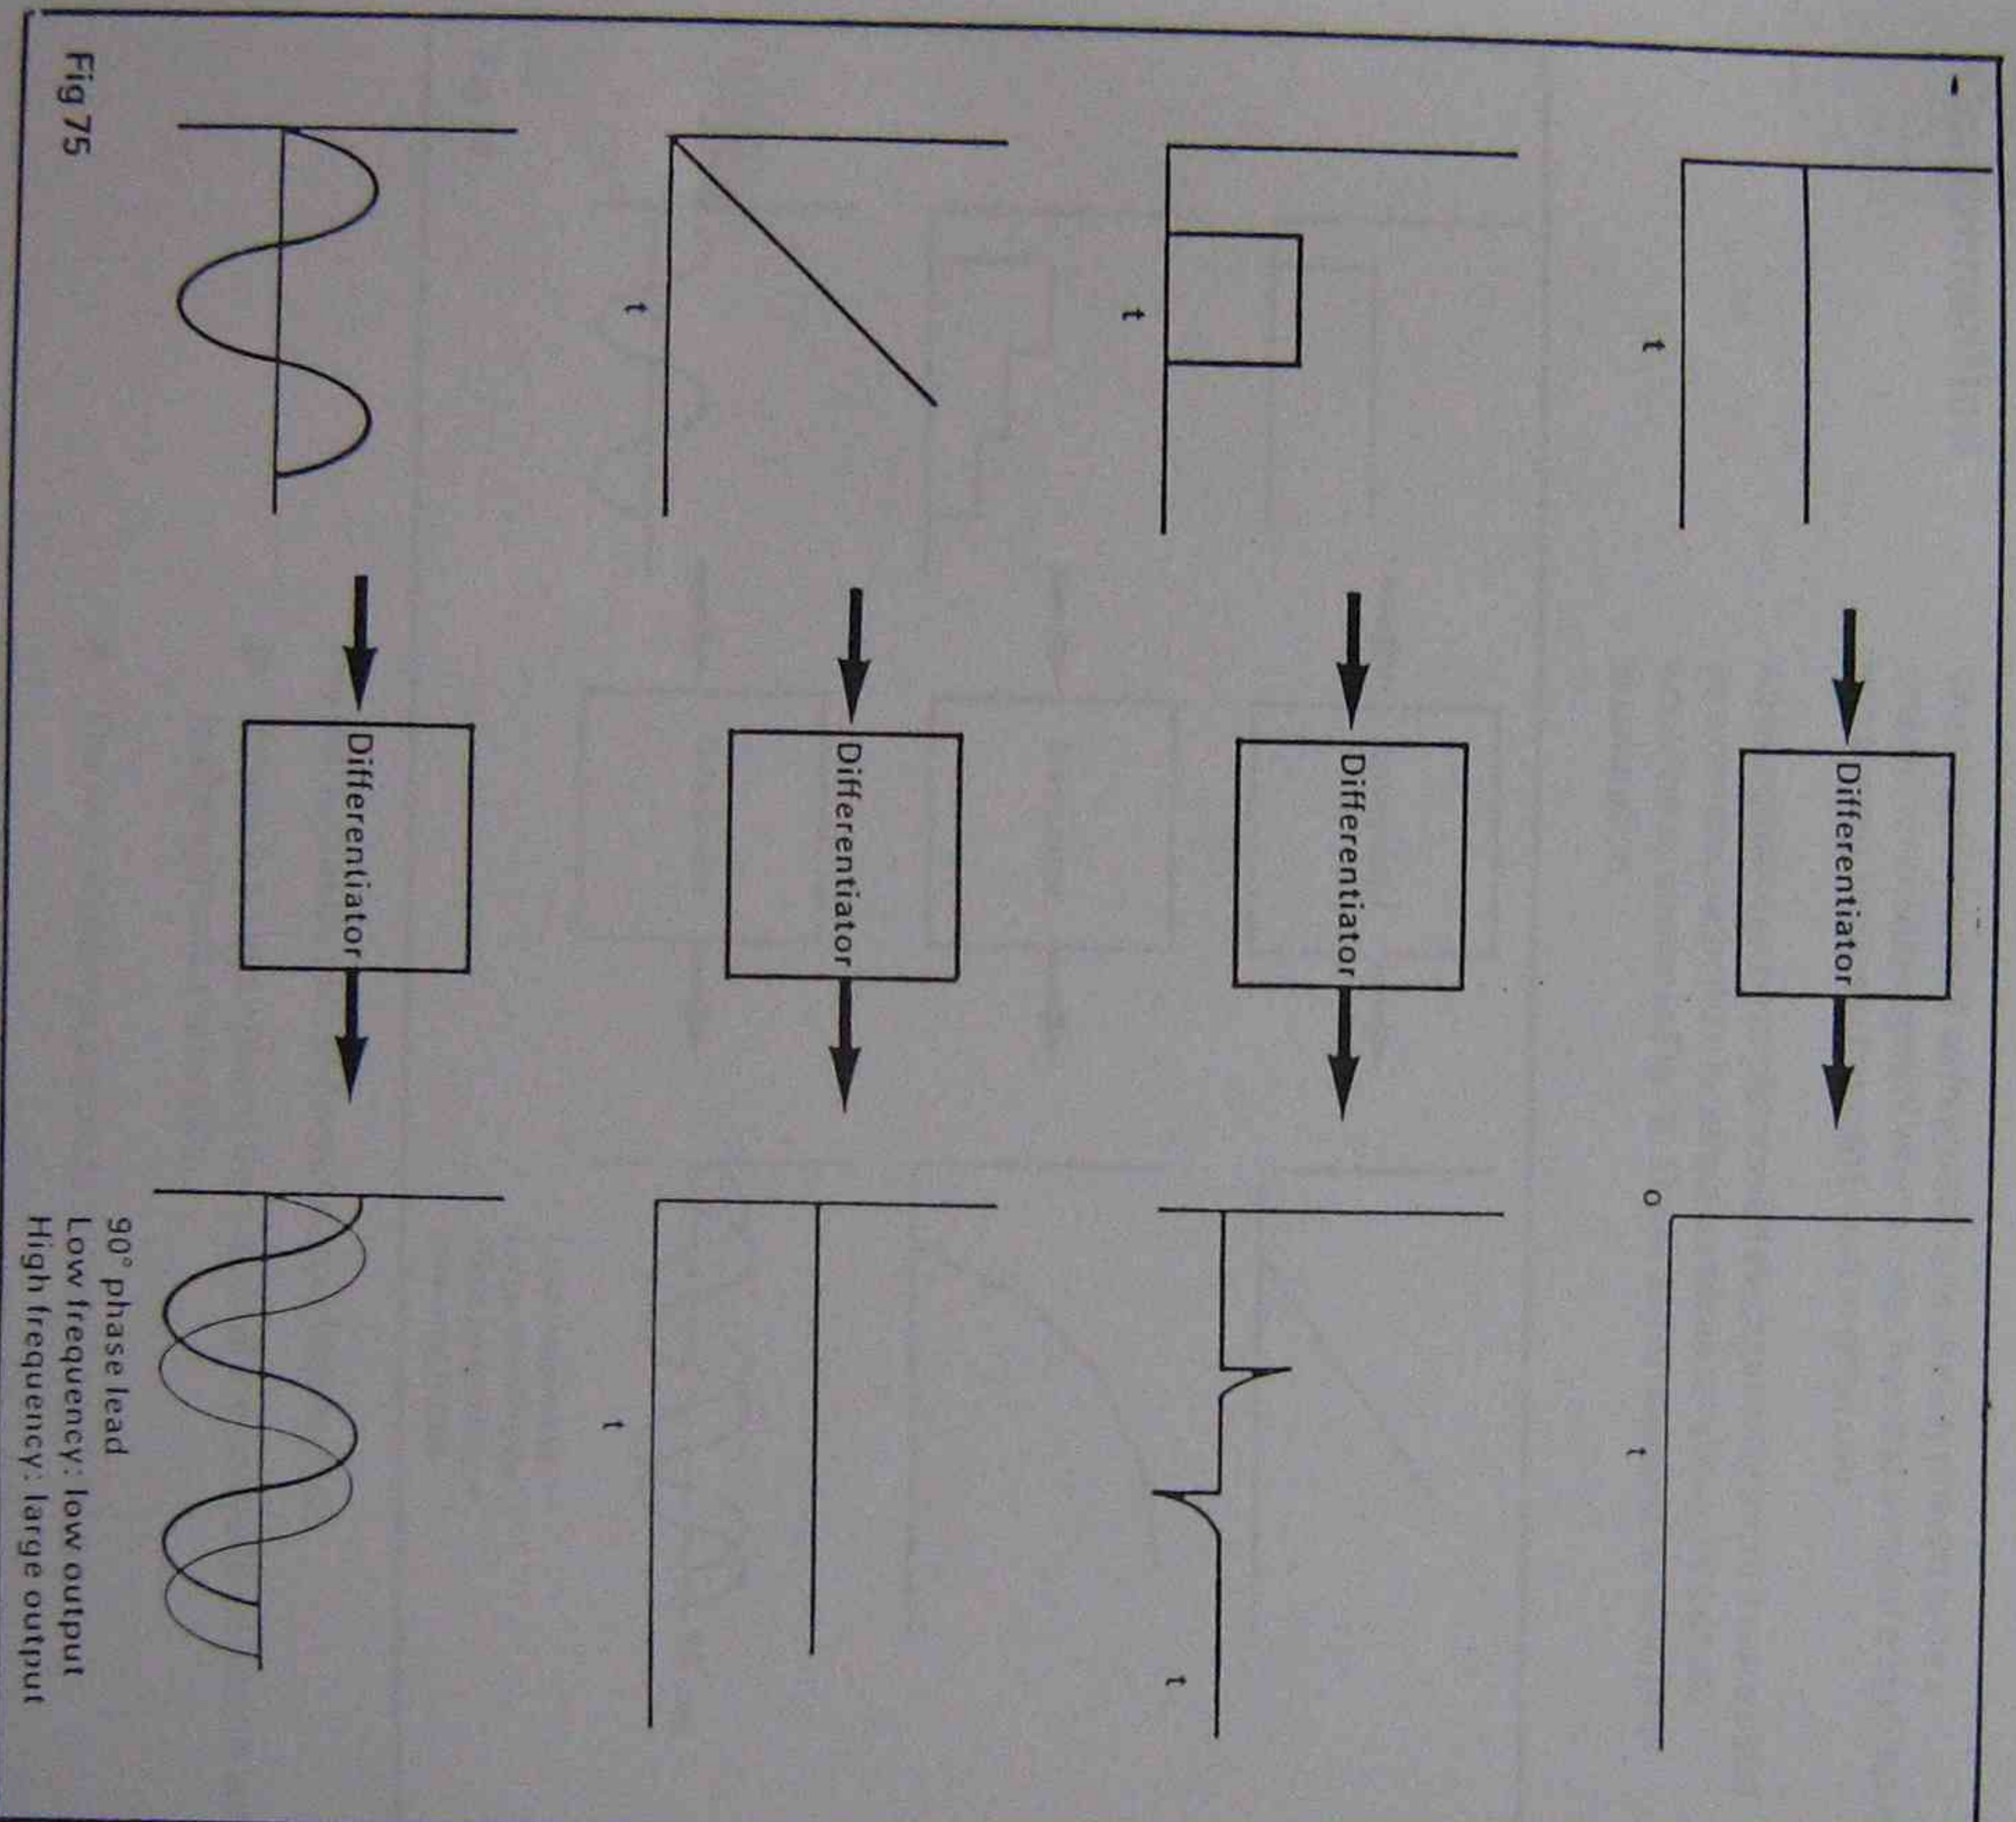 t
Differentiator
o
t
t
Differentiator
t
t
Differentiator
t
Differentiator
90° phase lead
Low frequency: low output
High frequency: large output
Fig 75